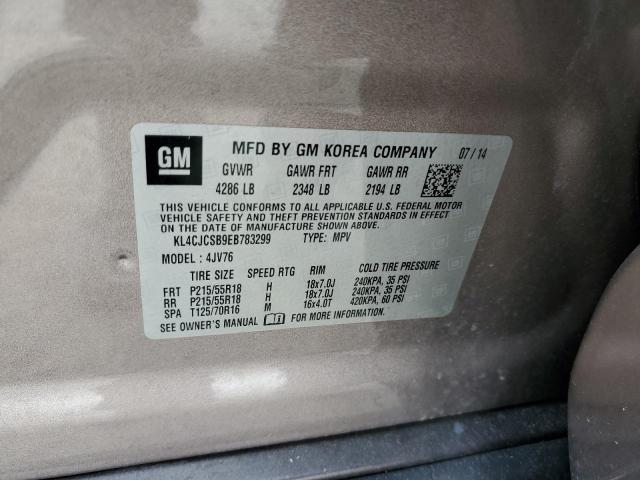 GM
MFD BY GM KOREA COMPANY 07/14
GVWR GAWR FRT GAWR RR
4286 LB 2348 LB 2194 LB
THIS VEHICLE CONFORMS TO ALL APPLICABLE U.S. FEDERAL MOTOR
VEHICLE SAFETY AND THEFT PREVENTION STANDARDS IN EFFECT
ON THE DATE OF MANUFACTURE SHOWN ABOVE.
KL4CJCSB9EB783299 TYPE: MPV
MODEL : 4JV76
TIRE SIZE SPEED RTG RIM COLD TIRE PRESSURE
FRT P215/55R18 H 18x7.0J 240KPA, 35 PSI
RR P215/55R18 H 18x7.0J 240KPA, 35 PSI
SPA T125/70R16 M 16x4.0T 420KPA, 60 PSI
SEE OWNER'S MANUAL FOR MORE INFORMATION.